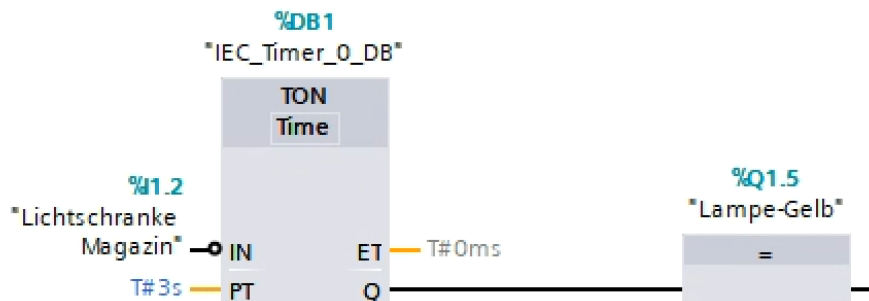 %DB1
"IEC_Timer_0_DB"
TON
Time
%I1.2
"Lichtschranke
Magazin"
IN
ET
T#0ms
T#3s
PT
Q
%Q1.5
"Lampe-Gelb"
=